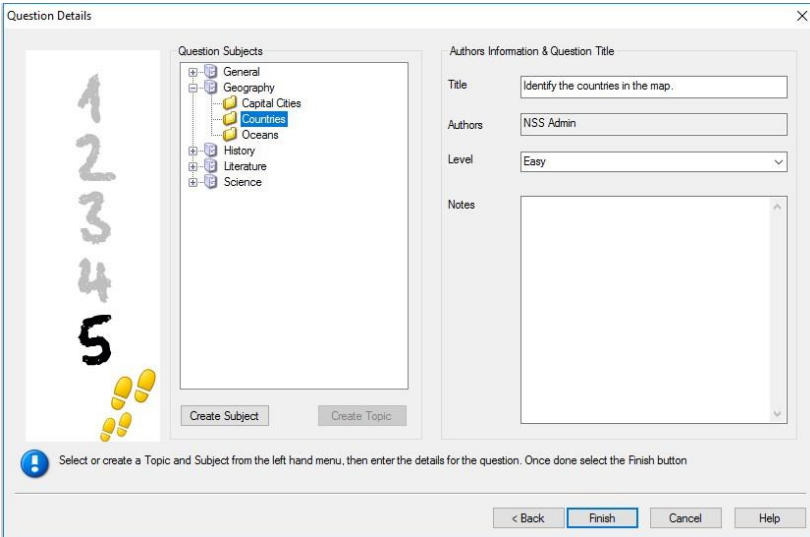 Question Details
1
2
3
4
5
Question Subjects
General
Geography
Capital Cities
Countries
Oceans
History
Literature
Science
Create Subject
Create Topic
Authors Information & Question Title
Title
Identify the countries in the map.
Authors
NSS Admin
Level
Easy
Notes
Select or create a Topic and Subject from the left hand menu, then enter the details for the question. Once done select the Finish button
< Back
Finish
Cancel
Help